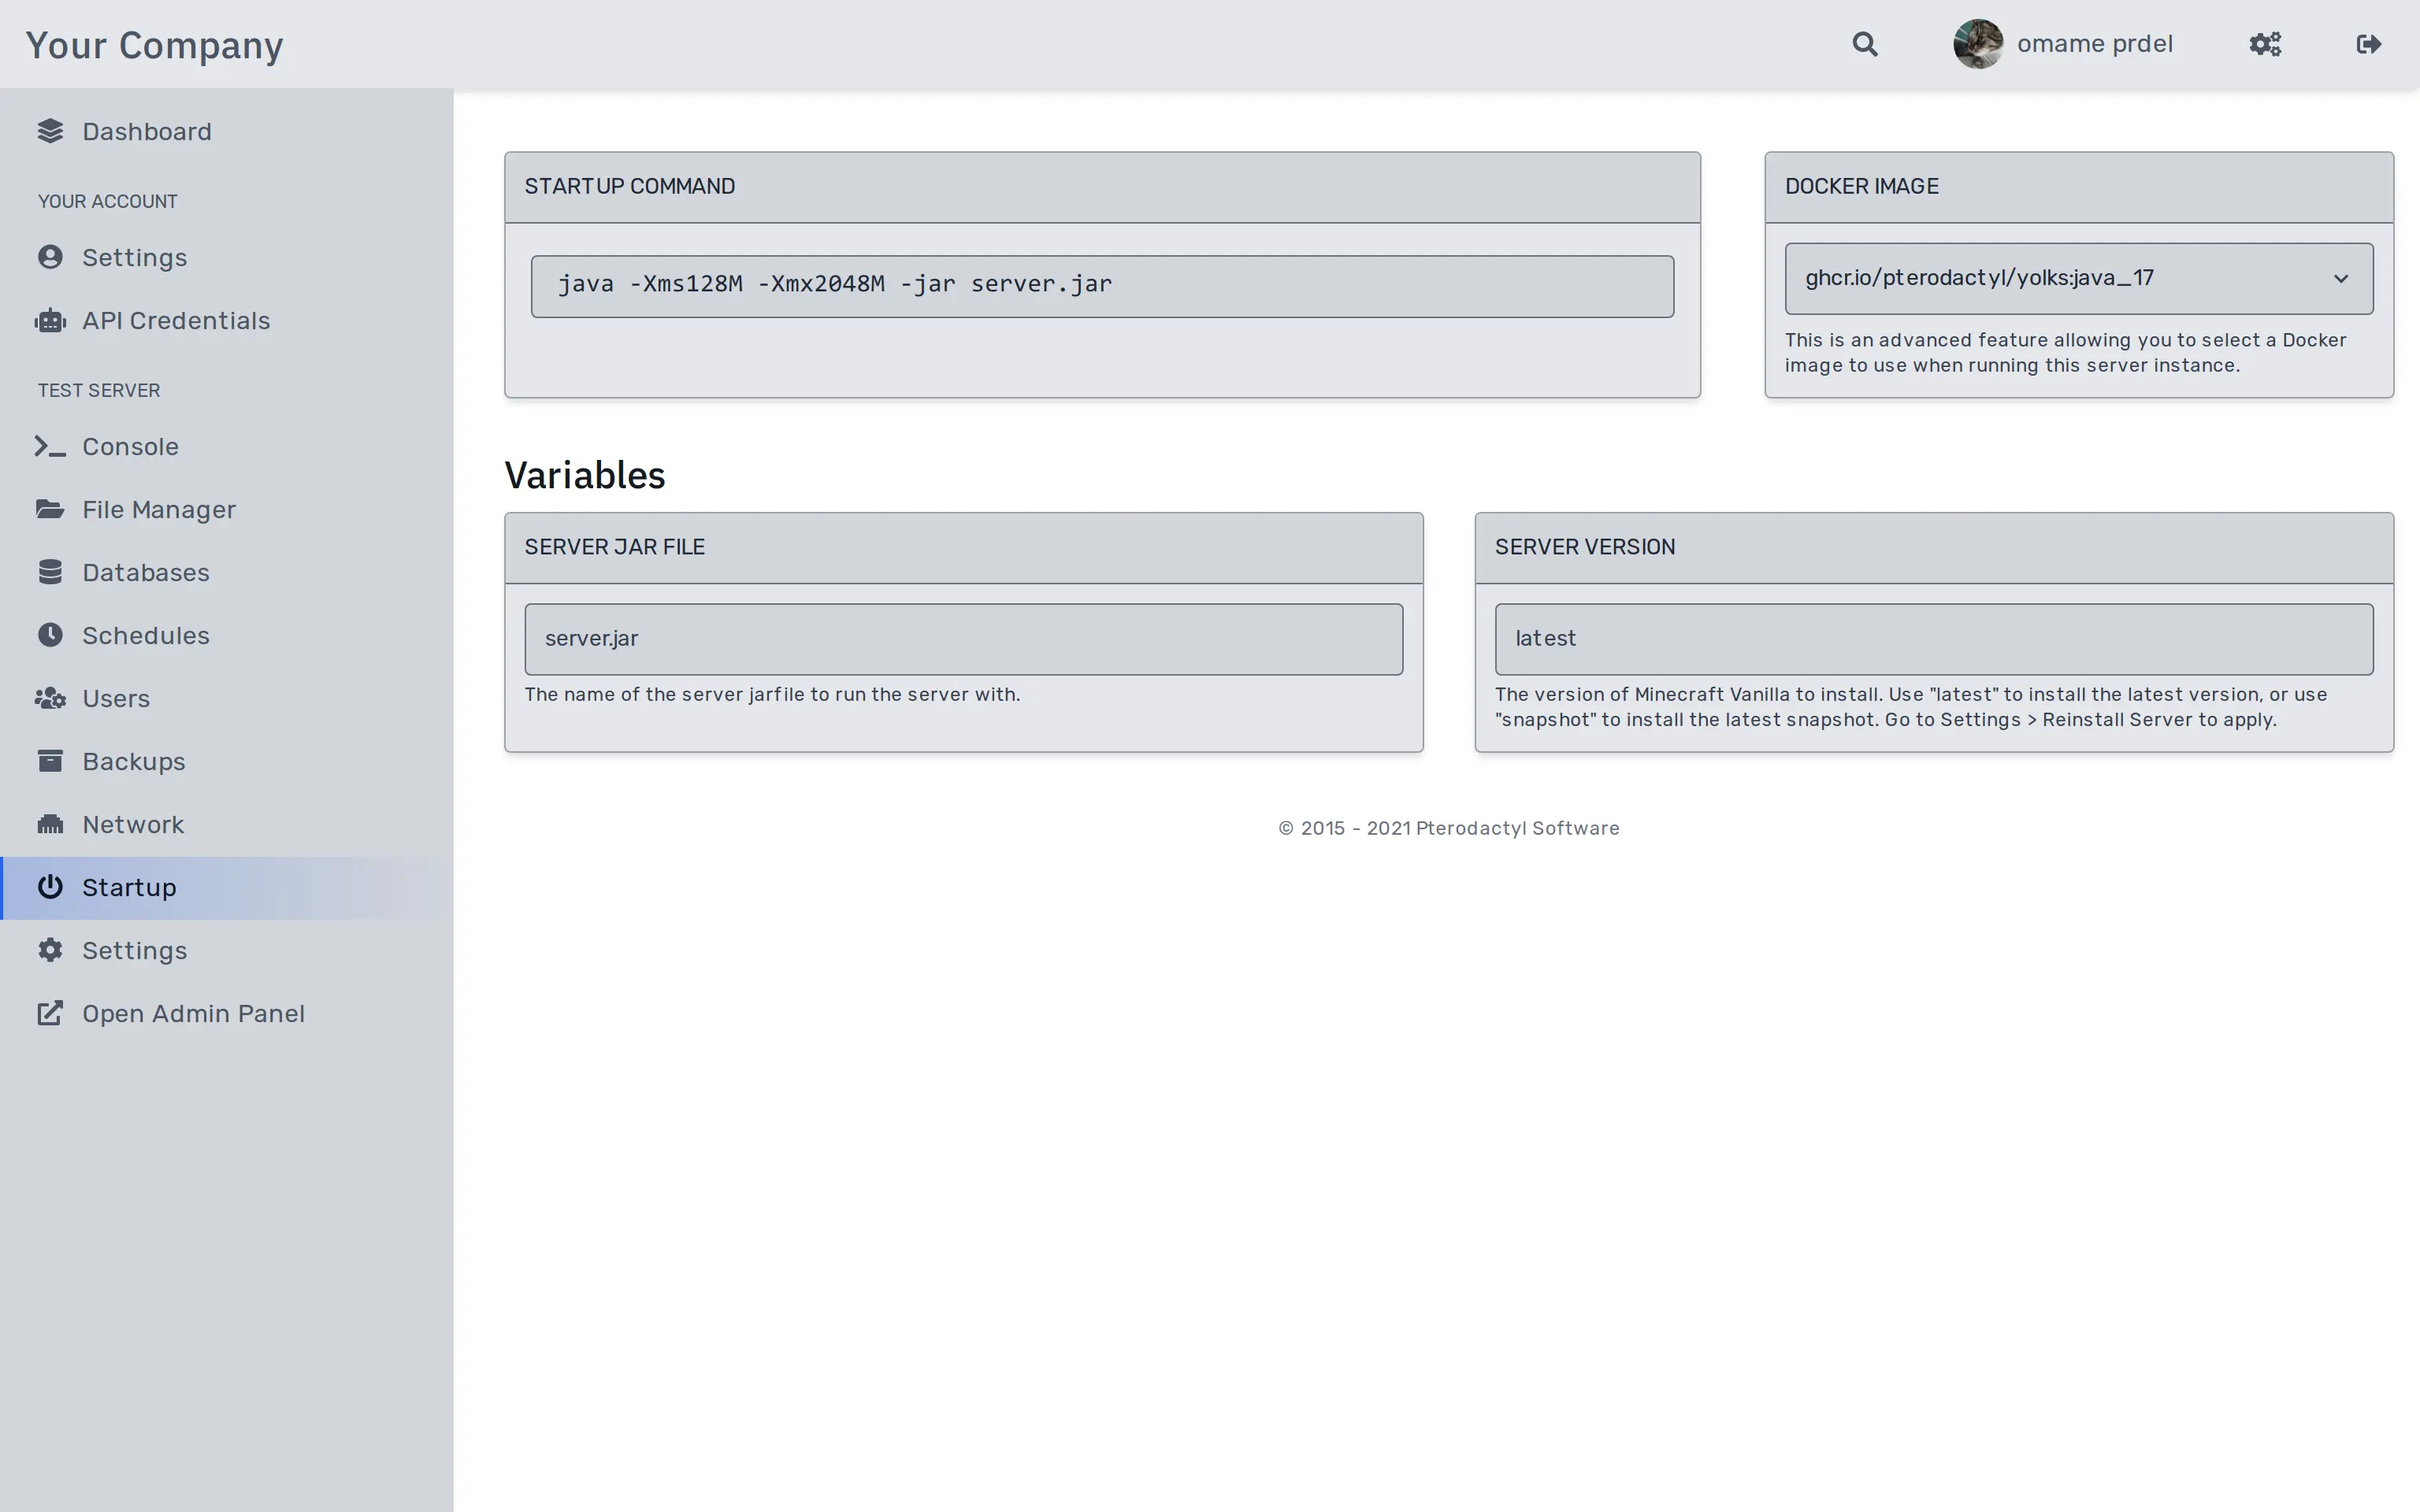 Your Company
omame prdel
Dashboard
YOUR ACCOUNT
Settings
API Credentials
TEST SERVER
Console
File Manager
Databases
Schedules
Users
Backups
Network
Startup
Settings
Open Admin Panel
STARTUP COMMAND
java -Xms128M -Xmx2048M -jar server.jar
DOCKER IMAGE
ghcr.io/pterodactyl/yolks:java_17
This is an advanced feature allowing you to select a Docker
image to use when running this server instance.
Variables
SERVER JAR FILE
server.jar
The name of the server jarfile to run the server with.
SERVER VERSION
latest
The version of Minecraft Vanilla to install. Use "latest" to install the latest version, or use
"snapshot" to install the latest snapshot. Go to Settings > Reinstall Server to apply.
© 2015 - 2021 Pterodactyl Software